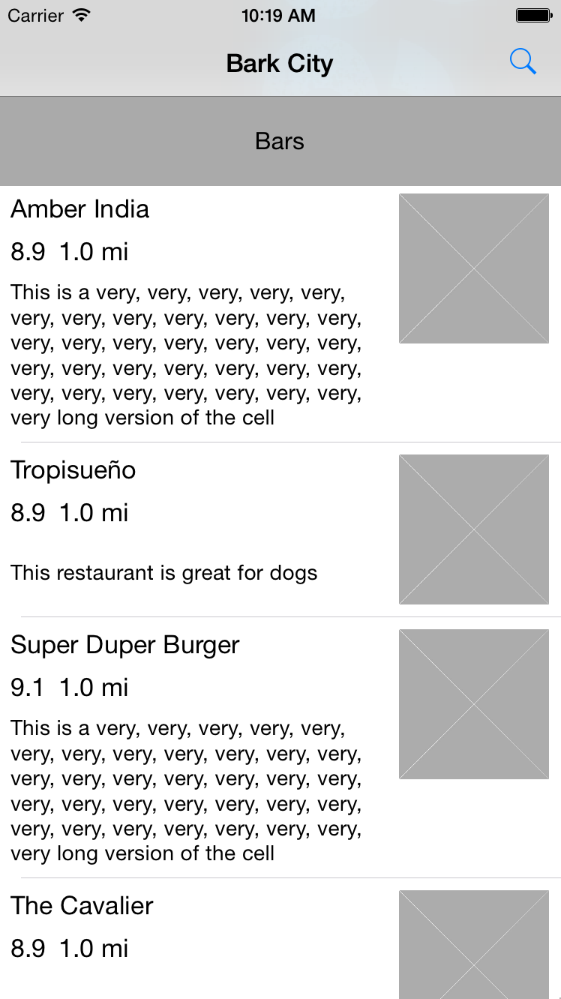 Carrier 10:19 AM
Bark City
Bars
Amber India
8.9 1.0 mi
This is a very, very, very, very, very,
very, very, very, very, very, very, very,
very, very, very, very, very, very, very,
very, very, very, very, very, very, very,
very, very, very, very, very, very, very,
very long version of the cell
Tropisueño
8.9 1.0 mi
This restaurant is great for dogs
Super Duper Burger
9.1 1.0 mi
This is a very, very, very, very, very,
very, very, very, very, very, very, very,
very, very, very, very, very, very, very,
very, very, very, very, very, very, very,
very, very, very, very, very, very, very,
very long version of the cell
The Cavalier
8.9 1.0 mi